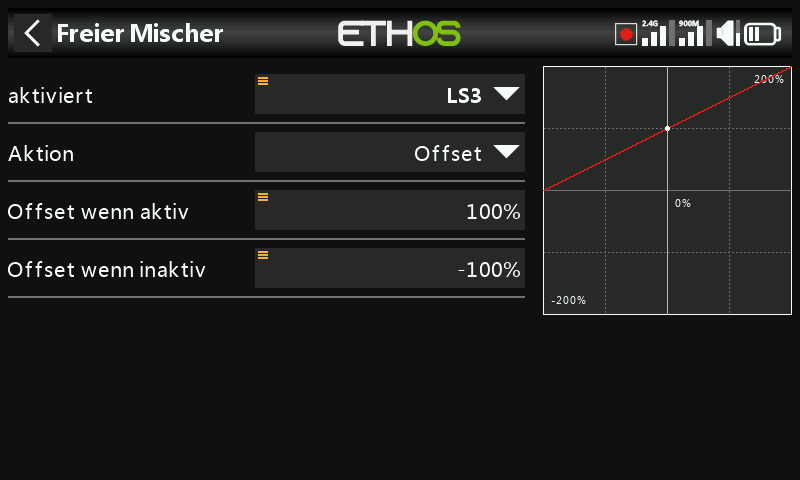 Freier Mischer
ETHOS
2.4G
900M
aktiviert
LS3
Aktion
Offset
Offset wenn aktiv
100%
Offset wenn inaktiv
-100%
200%
0%
-200%